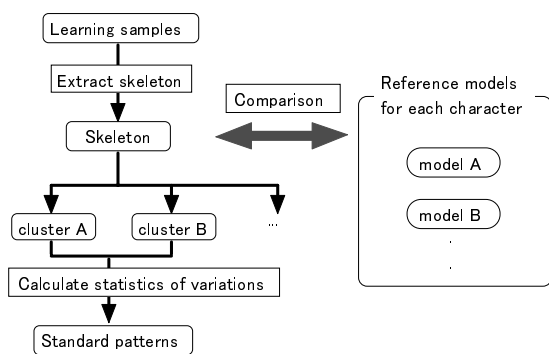 Learning samples
Extract skeleton
Comparison
Skeleton
cluster A
cluster B
...
Calculate statistics of variations
Standard patterns
Reference models
for each character
model A
model B
.
.